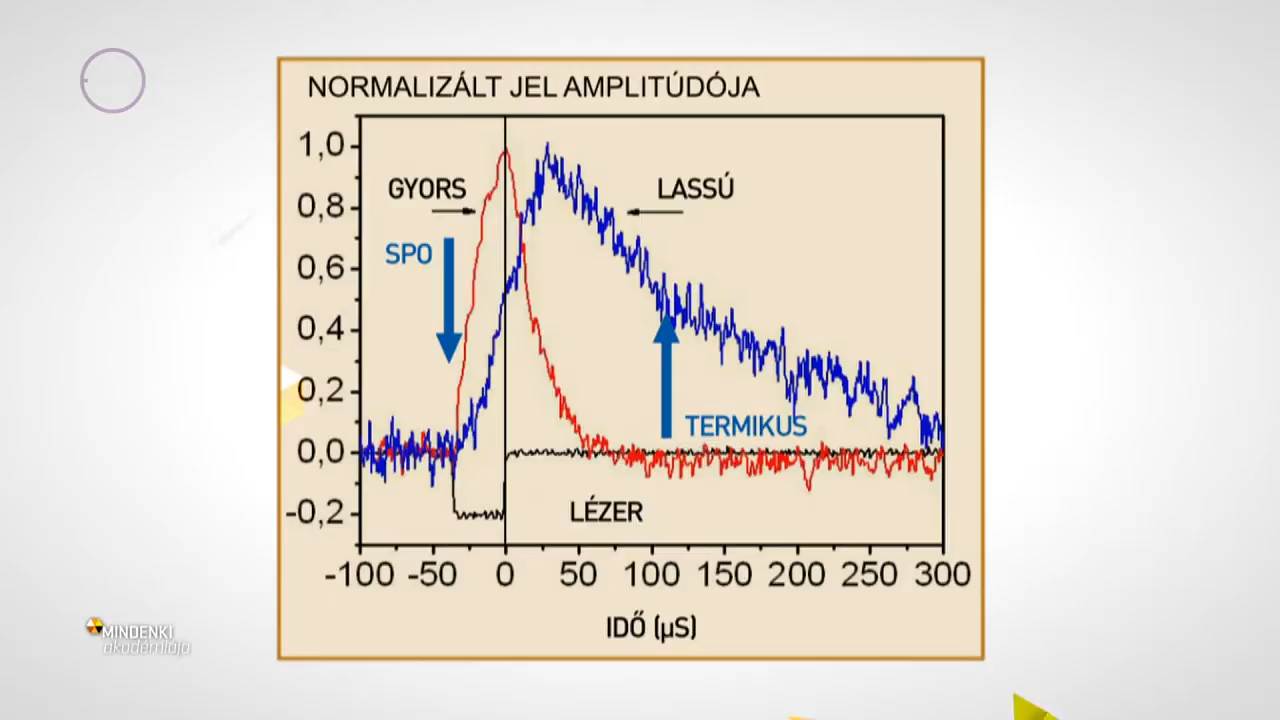 NORMALIZÁLT JEL AMPLITÚDÓJA
1,0
0,8
0,6
0,4
0,2
0,0
-0,2
GYORS
LASSÚ
SPO
TERMIKUS
LÉZER
-100 -50 0 50 100 150 200 250 300
IDŐ (µS)
MINDENKI
akadémiája